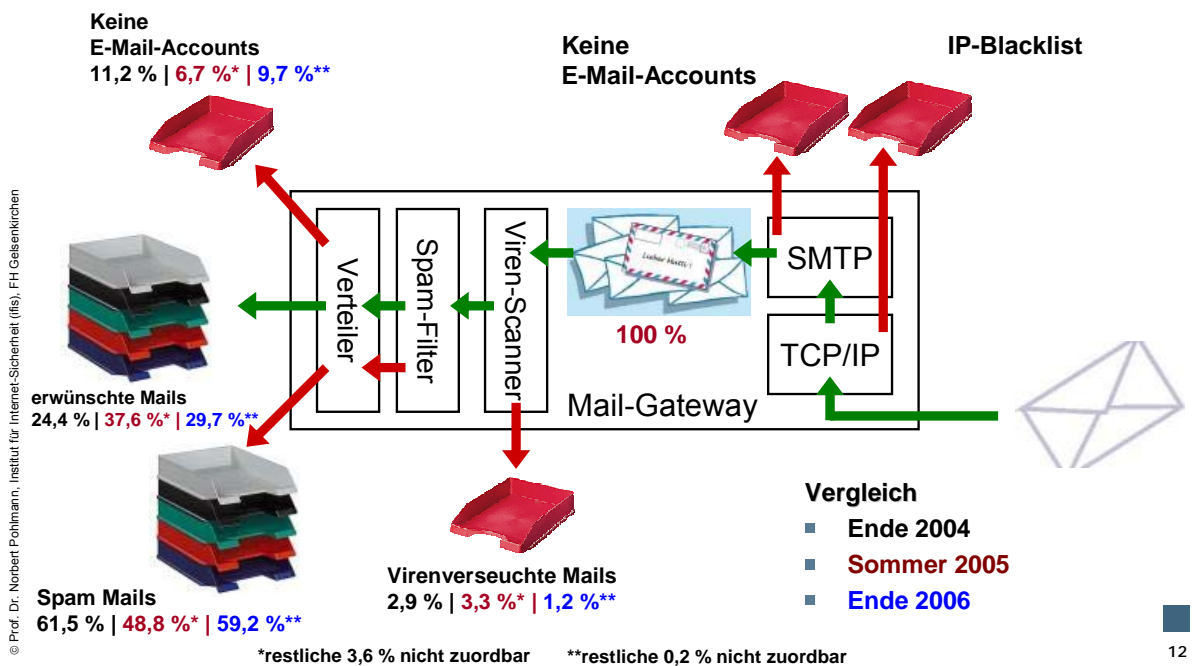 Keine
E-Mail-Accounts
11,2 % | 6,7 %* | 9,7 %**
Keine
E-Mail-Accounts
IP-Blacklist
Verteiler
Spam-Filter
Viren-Scanner
Lieber Matti !
100 %
SMTP
TCP/IP
Mail-Gateway
erwünschte Mails
24,4 % | 37,6 %* | 29,7 %**
Spam Mails
61,5 % | 48,8 %* | 59,2 %**
Virenverseuchte Mails
2,9 % | 3,3 %* | 1,2 %**
Vergleich
Ende 2004
Sommer 2005
Ende 2006
*restliche 3,6 % nicht zuordbar
**restliche 0,2 % nicht zuordbar
© Prof. Dr. Norbert Pohlmann, Institut für Internet-Sicherheit (ifis), FH Gelsenkirchen
12